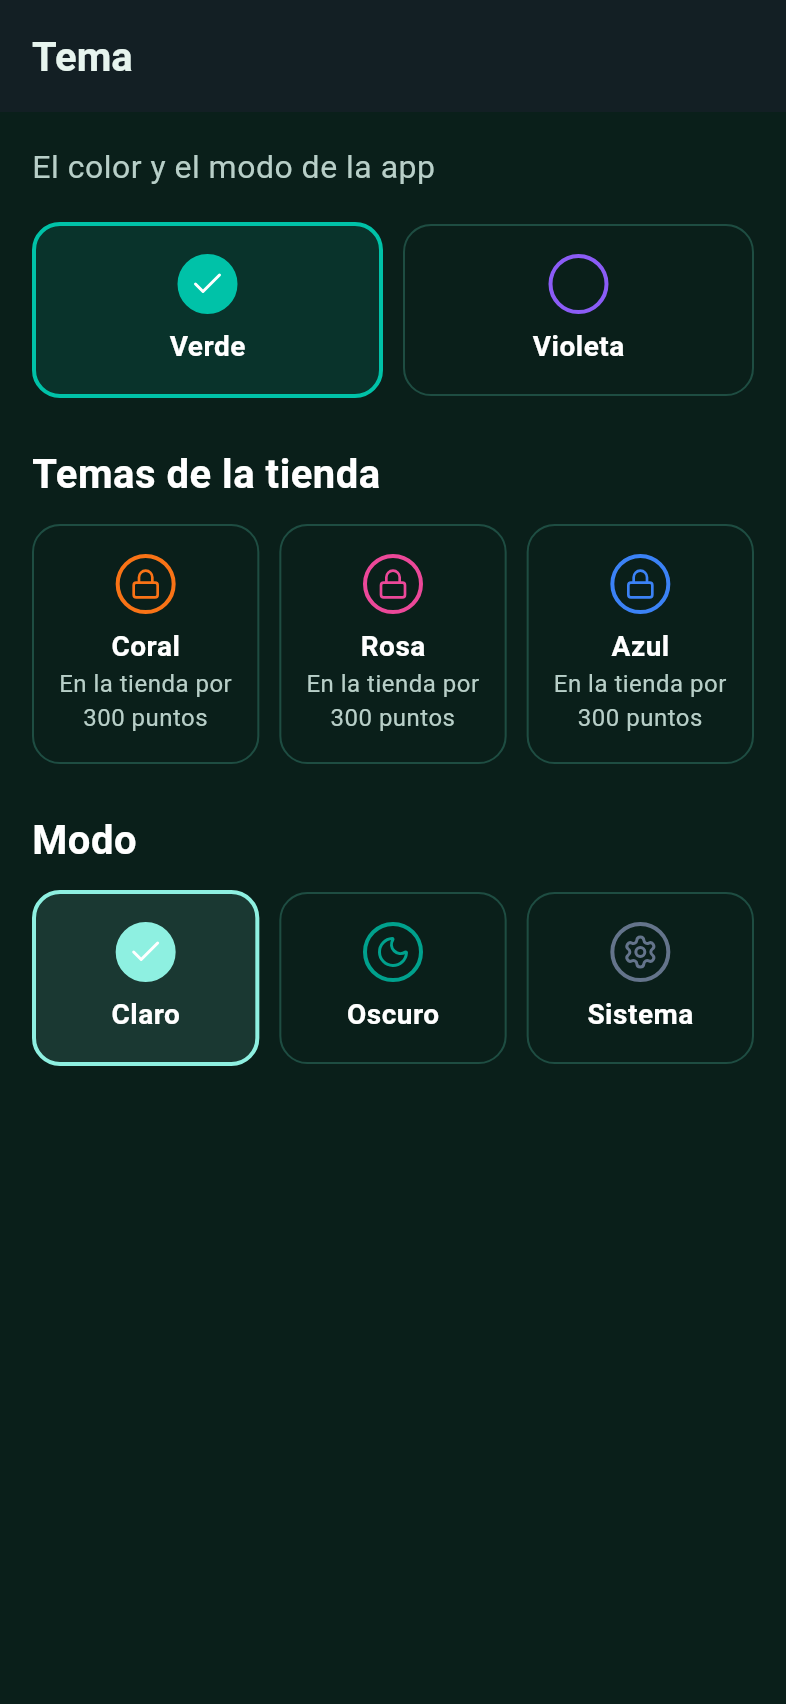 Tema
El color y el modo de la app
Verde
Violeta
Temas de la tienda
Coral
En la tienda por
300 puntos
Rosa
En la tienda por
300 puntos
Azul
En la tienda por
300 puntos
Modo
Claro
Oscuro
Sistema